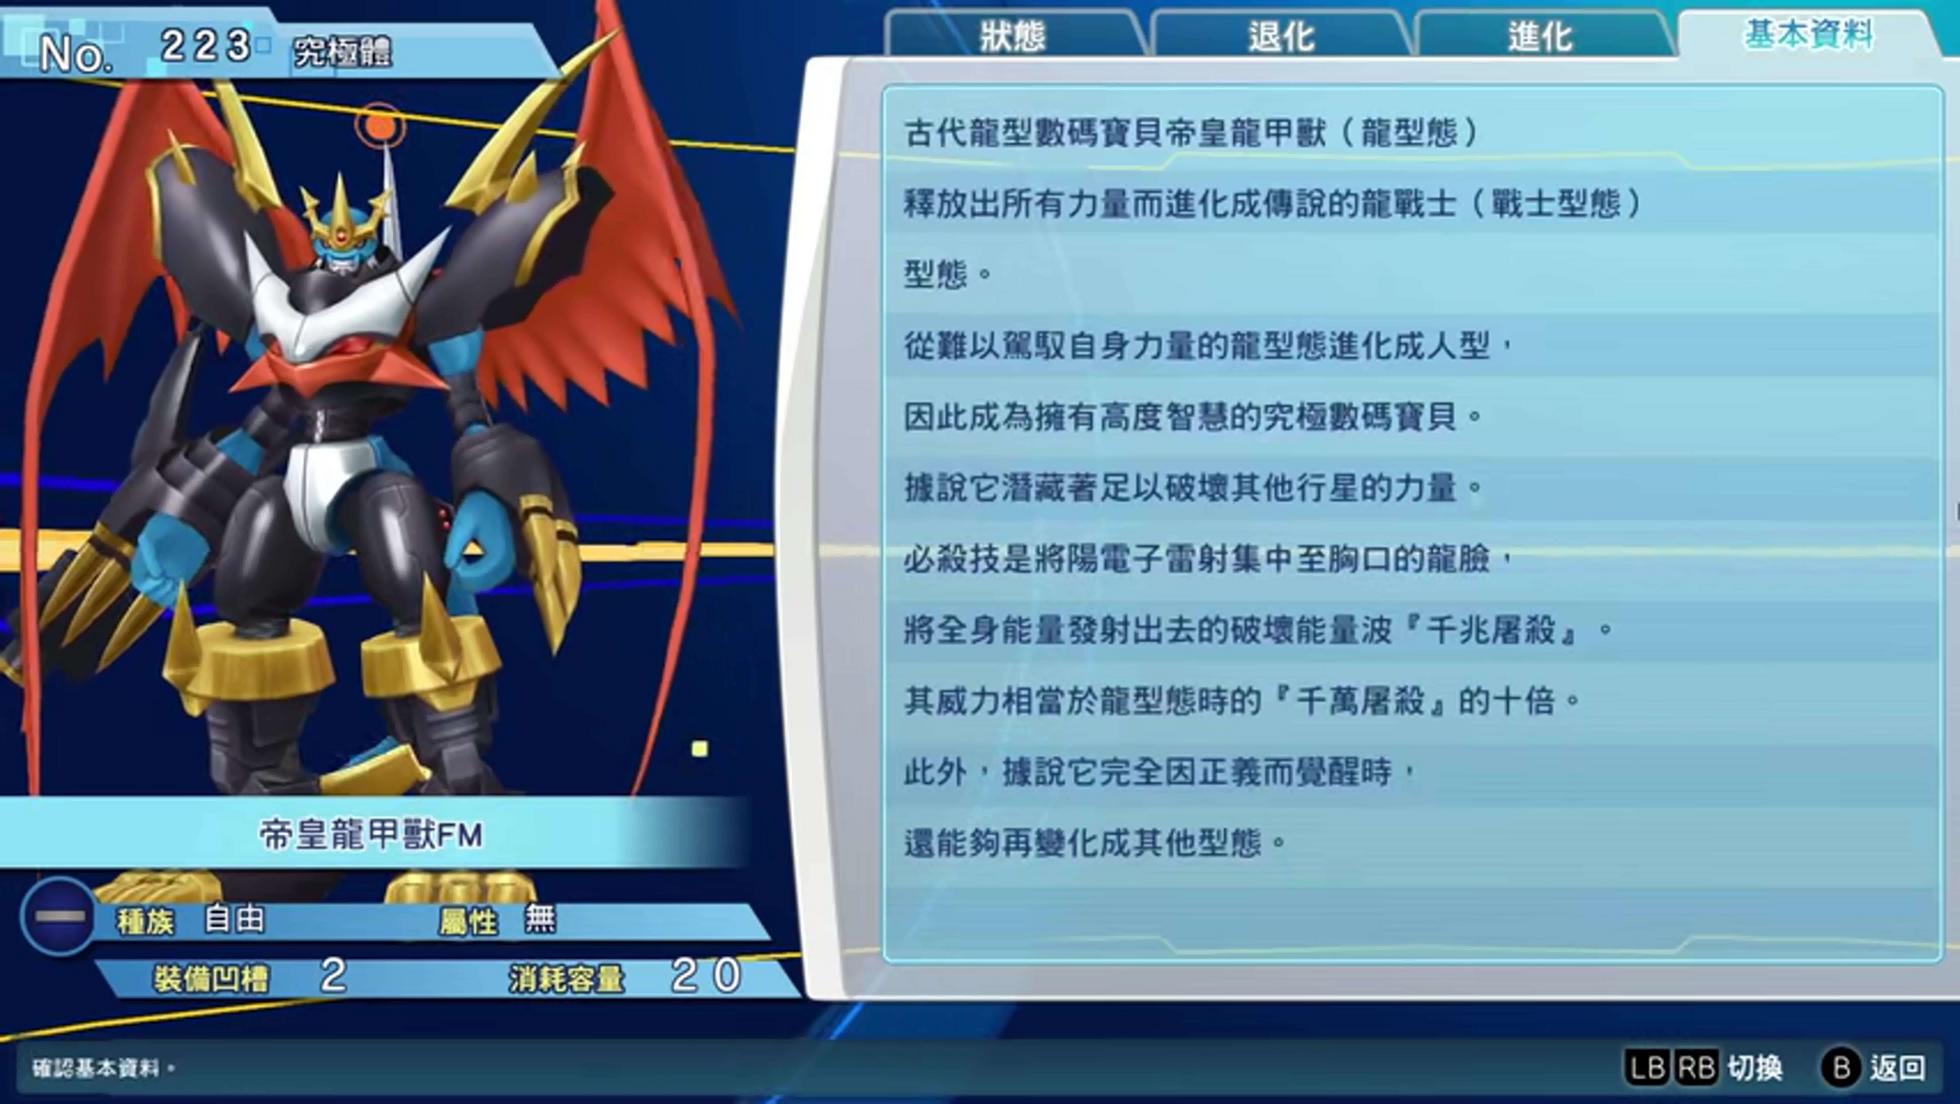 No. 223 究極體
狀態 退化 進化 基本資料
古代龍型數碼寶貝帝皇龍甲獸（龍型態）
釋放出所有力量而進化成傳說的龍戰士（戰士型態）
型態。
從難以駕馭自身力量的龍型態進化成人型，
因此成為擁有高度智慧的究極數碼寶貝。
據說它潛藏著足以破壞其他行星的力量。
必殺技是將陽電子雷射集中至胸口的龍臉，
將全身能量發射出去的破壞能量波『千兆屠殺』。
其威力相當於龍型態時的『千萬屠殺』的十倍。
此外，據說它完全因正義而覺醒時，
還能夠再變化成其他型態。
帝皇龍甲獸FM
種族 自由 屬性 無
裝備凹槽 2 消耗容量 20
確認基本資料。
LB RB 切換 B 返回